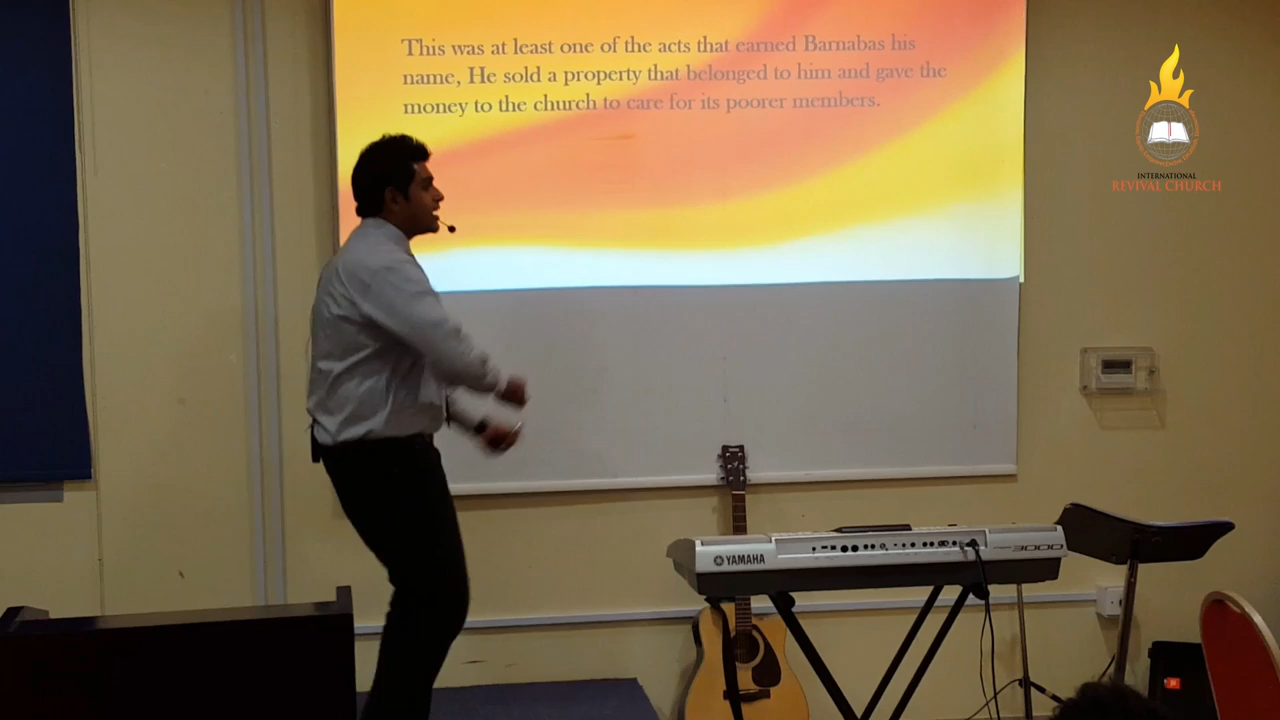 This was at least one of the acts that earned Barnabas his
name, He sold a property that belonged to him and gave the
money to the church to care for its poorer members.
INTERNATIONAL
REVIVAL CHURCH
YAMAHA
3000